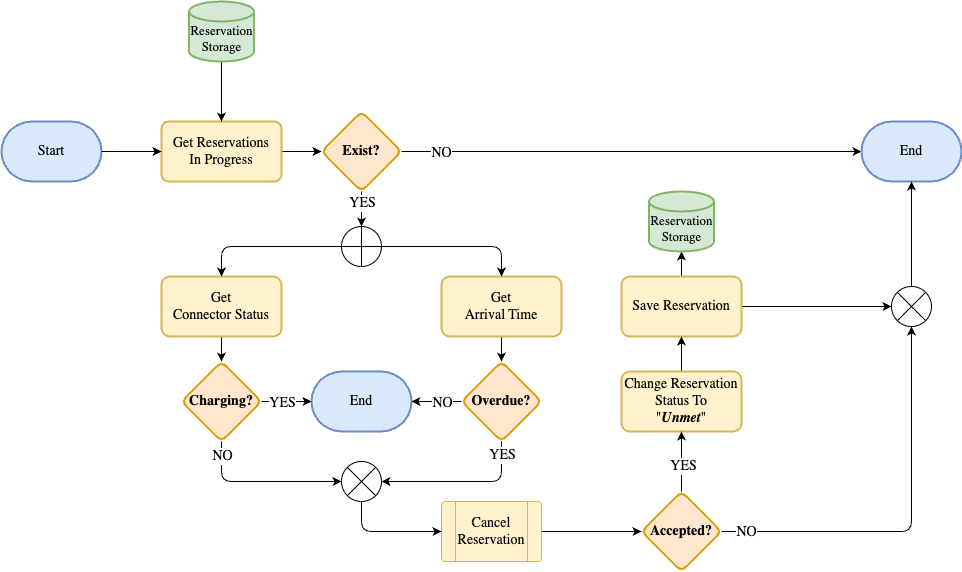 Reservation
Storage
Start
Get Reservations
In Progress
Exist?
NO
End
YES
Reservation
Storage
Get
Connector Status
Get
Arrival Time
Save Reservation
Charging?
YES
End
NO
Overdue?
Change Reservation
Status To
"Unmet"
NO
YES
YES
Cancel
Reservation
Accepted?
NO